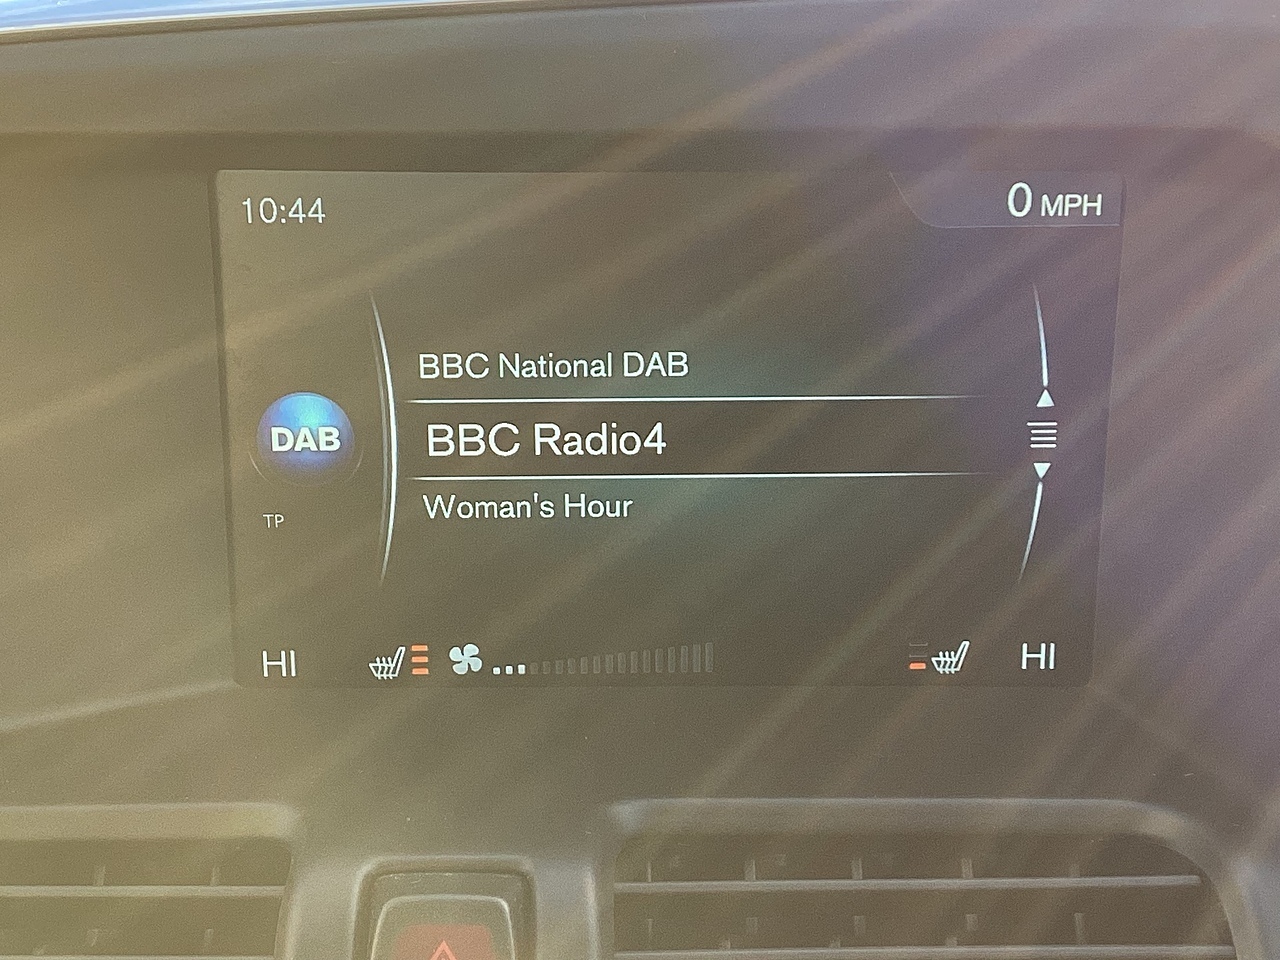 10:44
0 MPH
BBC National DAB
DAB
BBC Radio4
Woman's Hour
TP
HI
HI